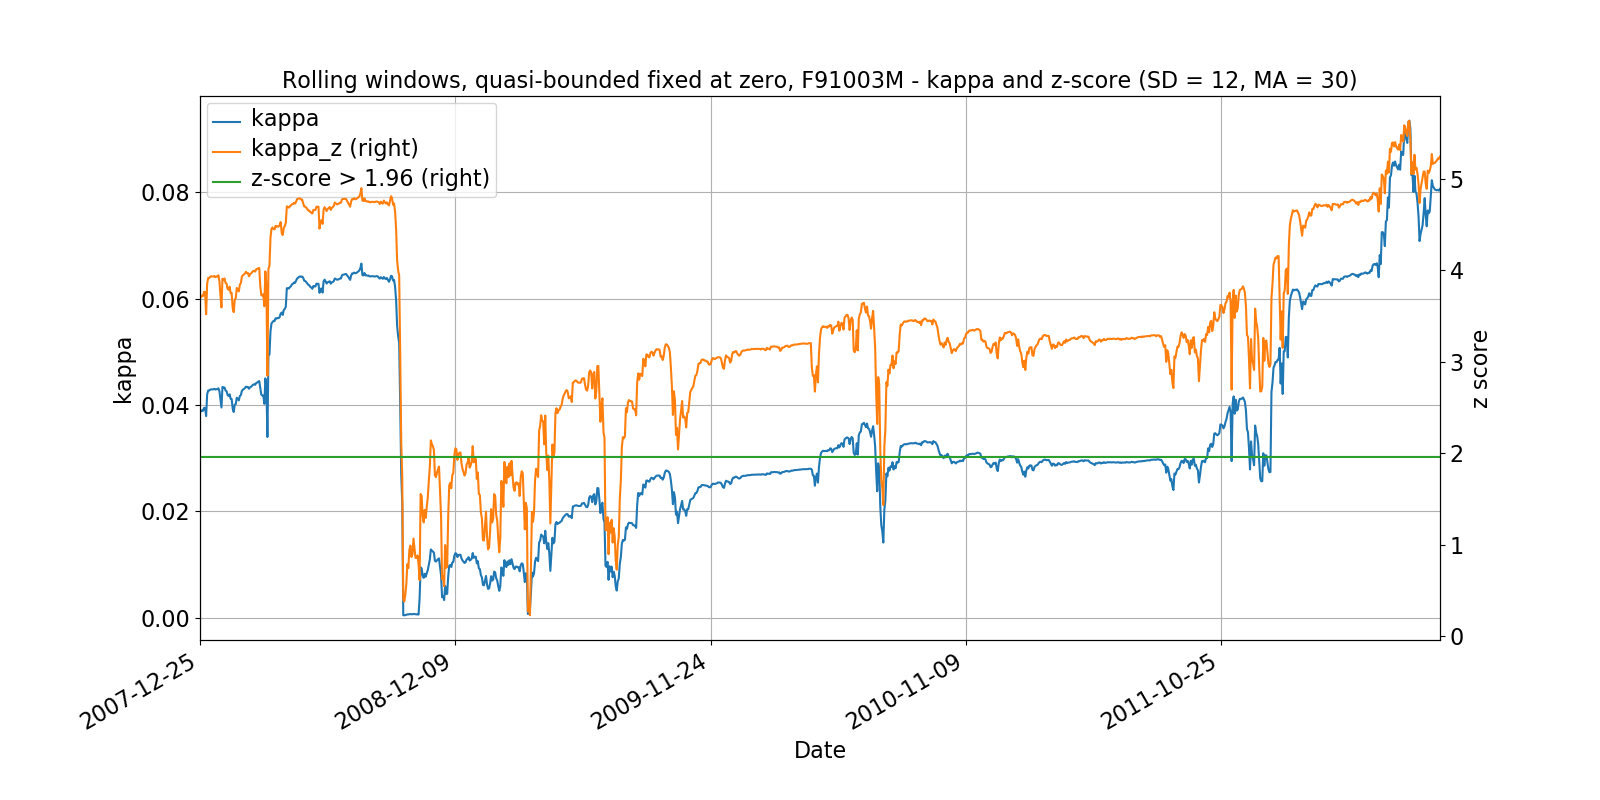 Rolling windows, quasi-bounded fixed at zero, F91003M - kappa and z-score (SD = 12, MA = 30)
kappa
kappa_z (right)
z-score > 1.96 (right)
0.08
0.06
0.04
0.02
0.00
kappa
5
4
3
2
1
0
z score
2007-12-25
2008-12-09
2009-11-24
2010-11-09
2011-10-25
Date